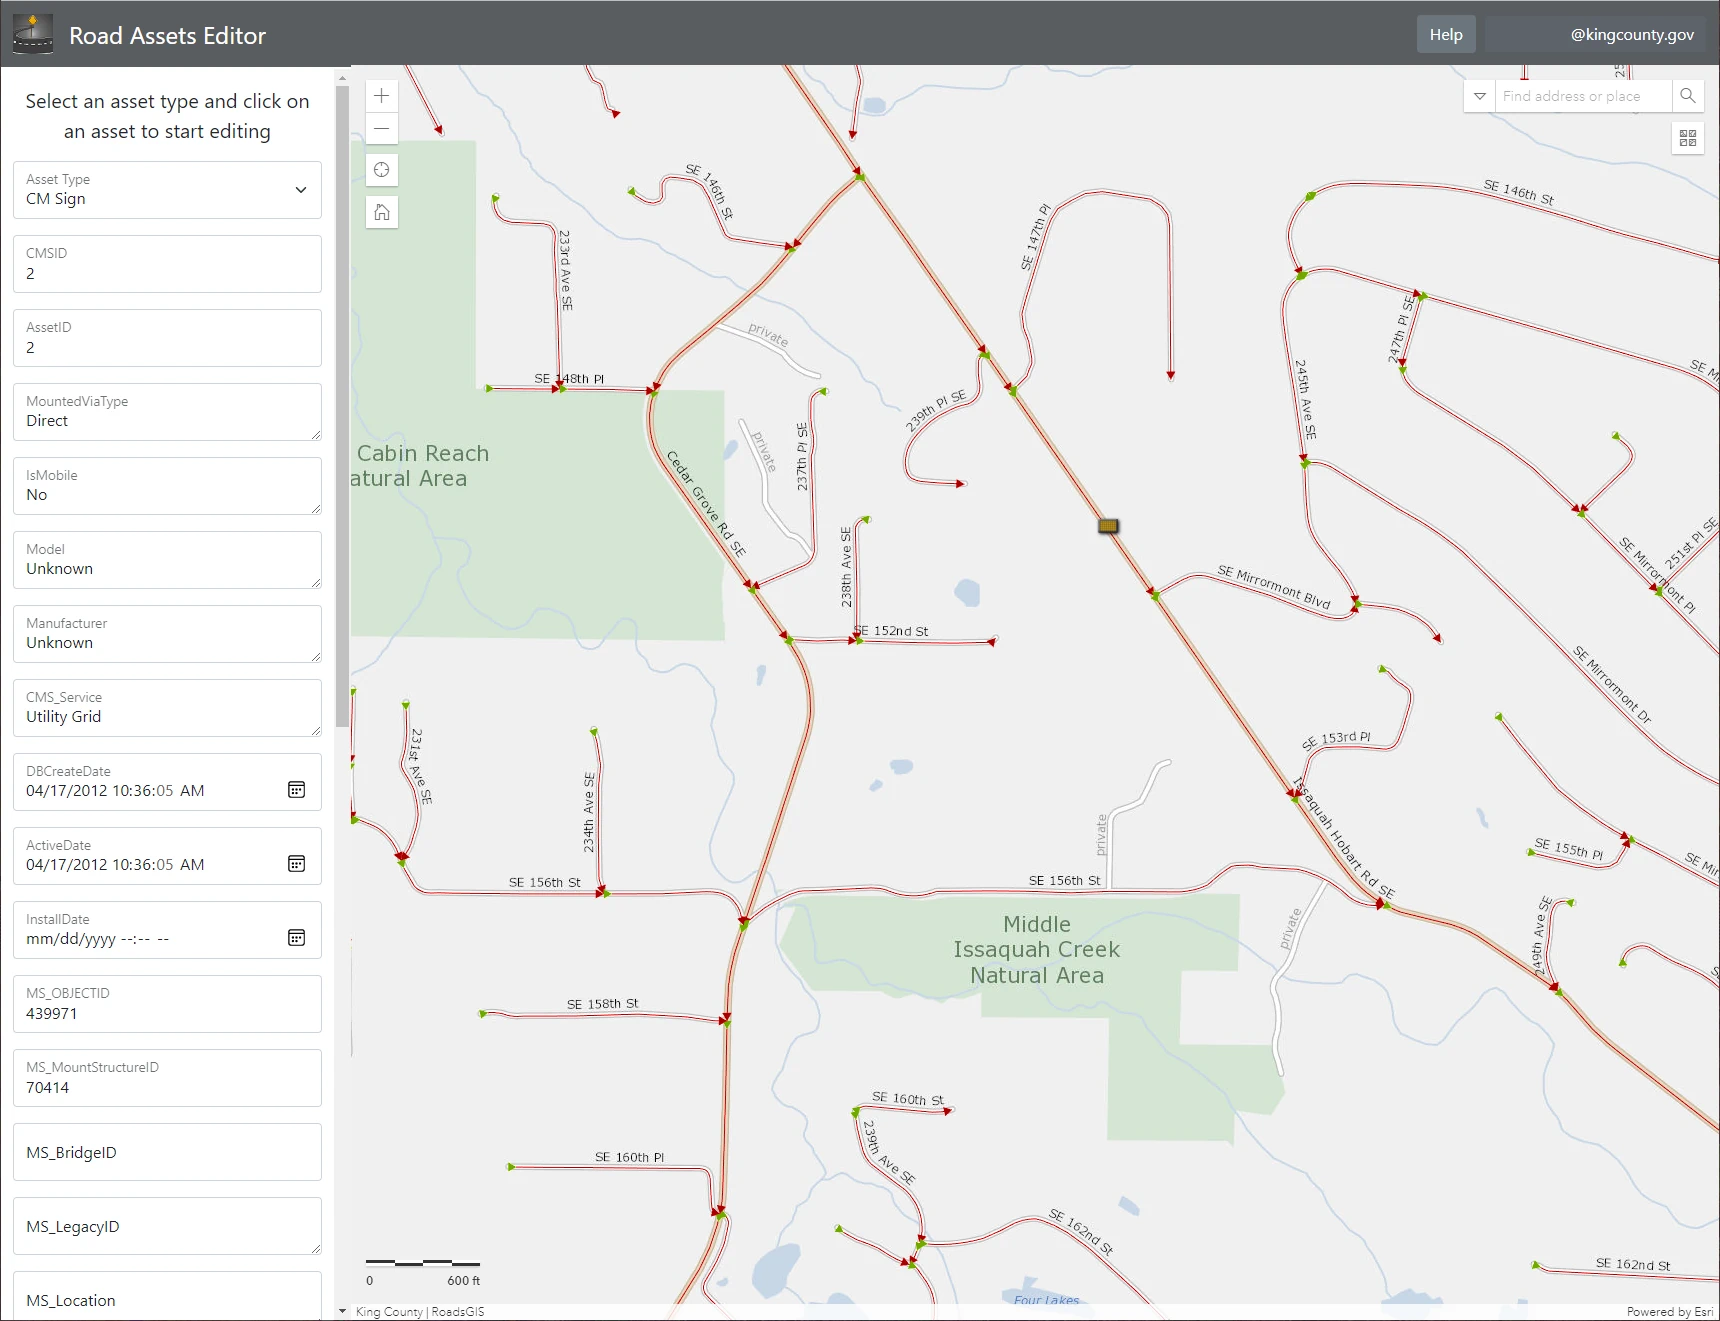 Road Assets Editor
Help
@kingcounty.gov
Select an asset type and click on
an asset to start editing
Asset Type
CM Sign
CMSID
2
AssetID
2
MountedViaType
Direct
IsMobile
No
Model
Unknown
Manufacturer
Unknown
CMS_Service
Utility Grid
DBCreateDate
04/17/2012 10:36:05 AM
ActiveDate
04/17/2012 10:36:05 AM
InstallDate
mm/dd/yyyy --:-- --
MS_OBJECTID
439971
MS_MountStructureID
70414
MS_BridgeID
MS_LegacyID
MS_Location
Find address or place
SE 146th St
SE 146th St
233rd Ave SE
SE 147th Pl
private
247th Pl SE
SE 148th Pl
245th Ave SE
239th Pl SE
237th Pl SE
private
Cabin Reach
atural Area
Cedar Grove Rd SE
238th Ave SE
251st Pl SE
SE Mirrormont Pl
SE Mirrormont Blvd
SE 152nd St
SE Mirrormont Dr
231st Ave SE
234th Ave SE
SE 153rd Pl
Issaquah Hobart Rd SE
private
SE 155th Pl
SE 156th St
SE 156th St
Middle
Issaquah Creek
Natural Area
private
249th Ave SE
SE 158th St
SE 160th St
239th Ave SE
SE 160th Pl
SE 162nd St
SE 162nd St
Four Lakes
0
600 ft
King County | RoadsGIS
Powered by Esri